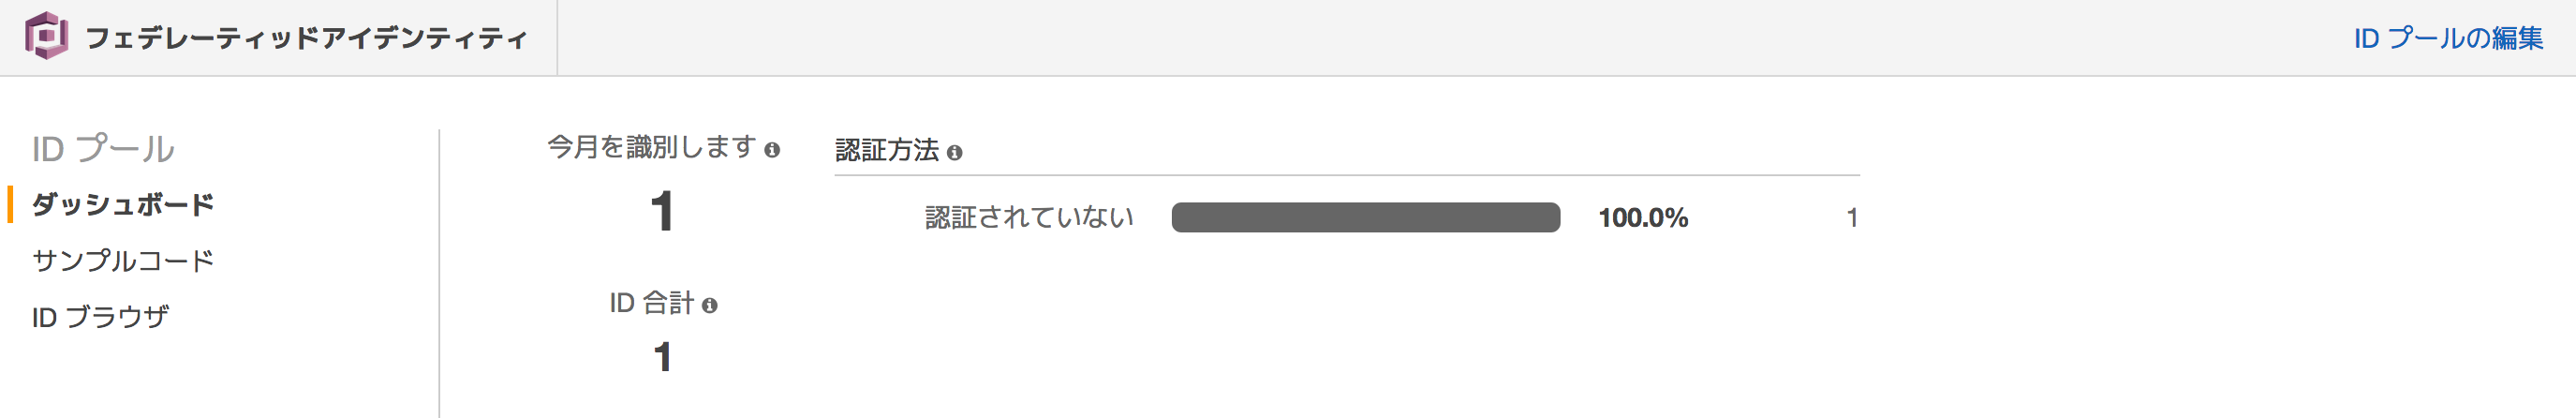 フェデレーティッドアイデンティティ
ID プールの編集
ID プール
ダッシュボード
サンプルコード
ID ブラウザ
今月を識別します
1
ID 合計
1
認証方法
認証されていない 100.0% 1